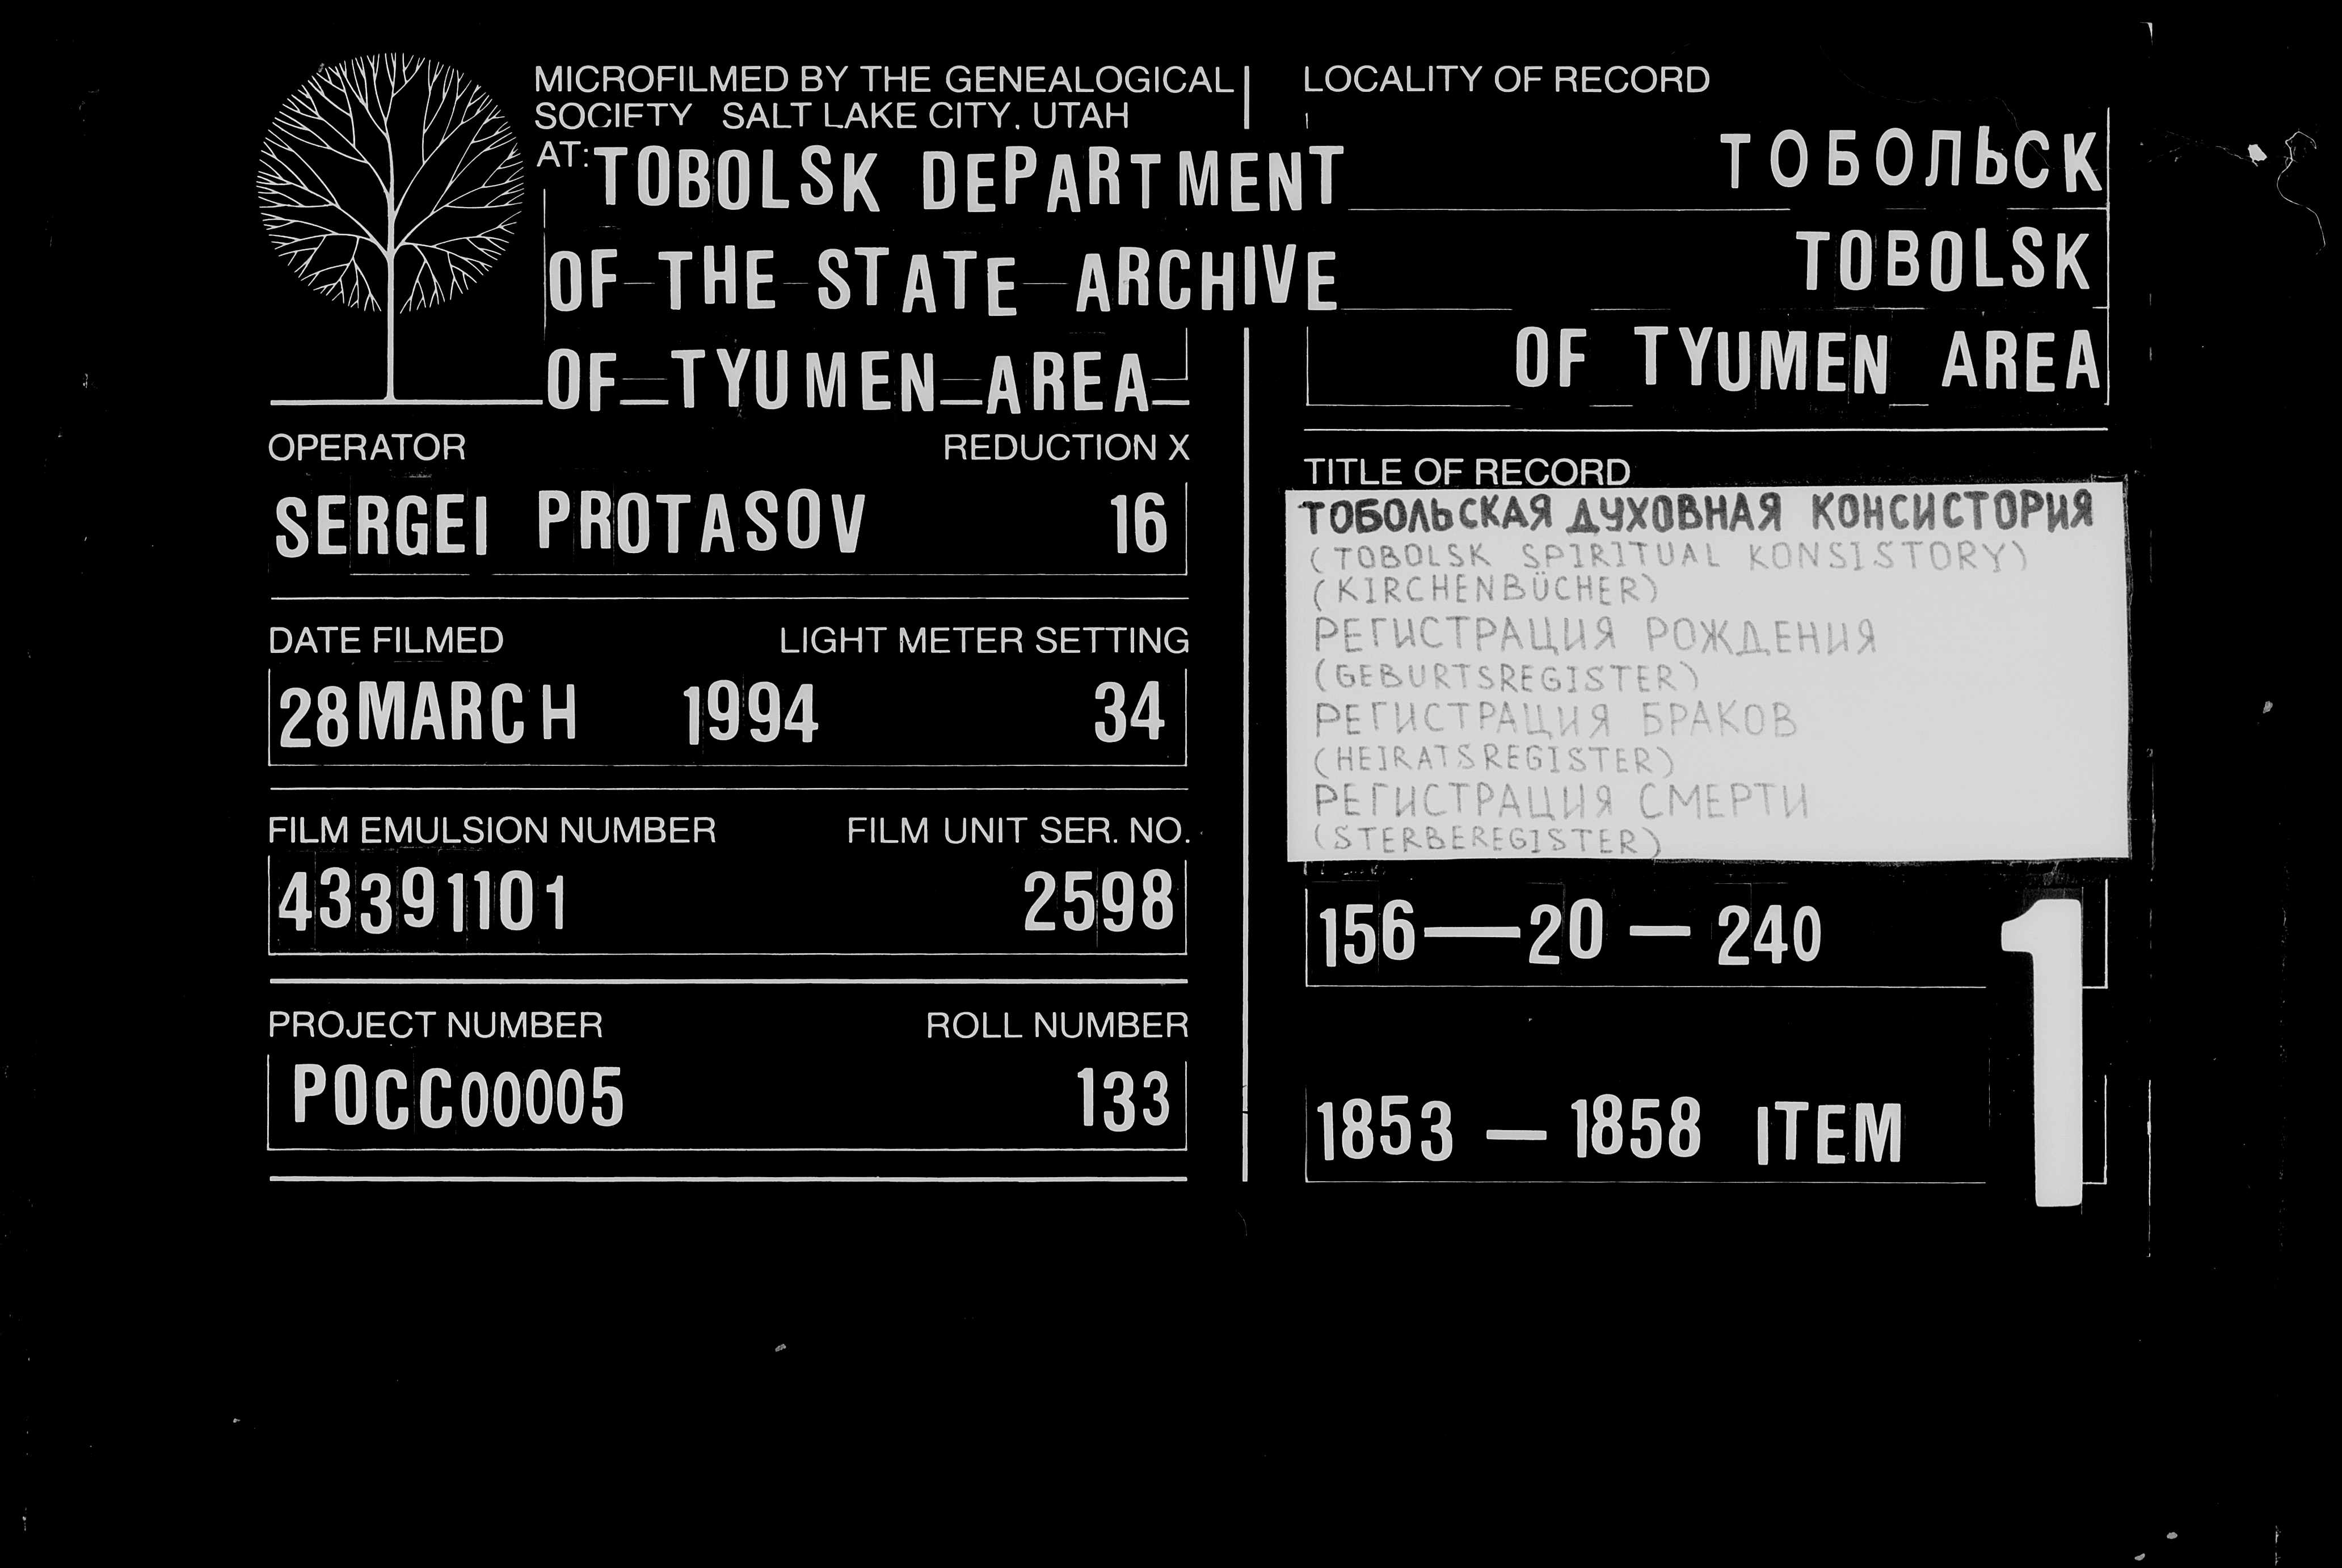 MICROFILMED BY THE GENEALOGICAL
SOCIETY SALT LAKE CITY, UTAH
AT: TOBOLSK DEPARTMENT
OF THE STATE ARCHIVE
OF TYUMEN AREA
OPERATOR REDUCTION X
SERGEI PROTASOV 16
DATE FILMED LIGHT METER SETTING
28 MARCH 1994 34
FILM EMULSION NUMBER FILM UNIT SER. NO.
43391101 2598
PROJECT NUMBER ROLL NUMBER
РОСС00005 133
LOCALITY OF RECORD
ТОБОЛЬСК
TOBOLSK
OF TYUMEN AREA
TITLE OF RECORD
ТОБОЛЬСКАЯ ДУХОВНАЯ КОНСИСТОРИЯ
(TOBOLSK SPIRITUAL KONSISTORY)
(KIRCHENBÜCHER)
РЕГИСТРАЦИЯ РОЖДЕНИЯ
(GEBURTSREGISTER)
РЕГИСТРАЦИЯ БРАКОВ
(HEIRATSREGISTER)
РЕГИСТРАЦИЯ СМЕРТИ
(STERBEREGISTER)
156—20—240
1853—1858 ITEM 1